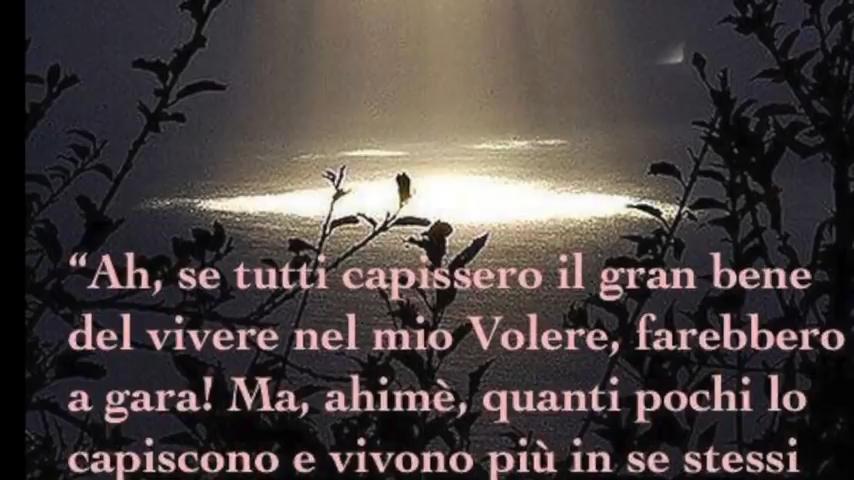 “Ah, se tutti capissero il gran bene
del vivere nel mio Volere, farebbero
a gara! Ma, ahimè, quanti pochi lo
capiscono e vivono più in se stessi